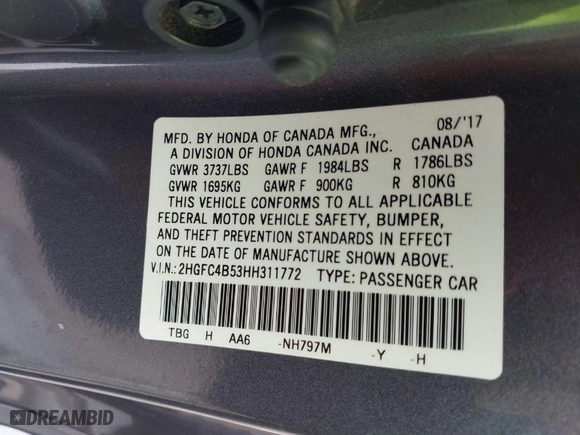 08/'17
MFD. BY HONDA OF CANADA MFG., CANADA
A DIVISION OF HONDA CANADA INC.
GVWR 3737LBS GAWR F 1984LBS R 1786LBS
GVWR 1695KG GAWR F 900KG R 810KG
THIS VEHICLE CONFORMS TO ALL APPLICABLE
FEDERAL MOTOR VEHICLE SAFETY, BUMPER,
AND THEFT PREVENTION STANDARDS IN EFFECT
ON THE DATE OF MANUFACTURE SHOWN ABOVE.
V.I.N.: 2HGFC4B53HH311772 TYPE: PASSENGER CAR
TBG H AA6 -NH797M -Y -H
DREAMBID